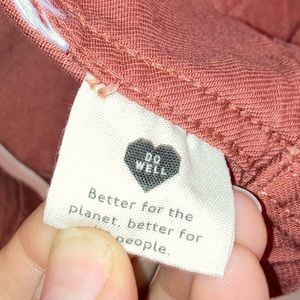 DO
WELL
Better for the
planet, better for
people.